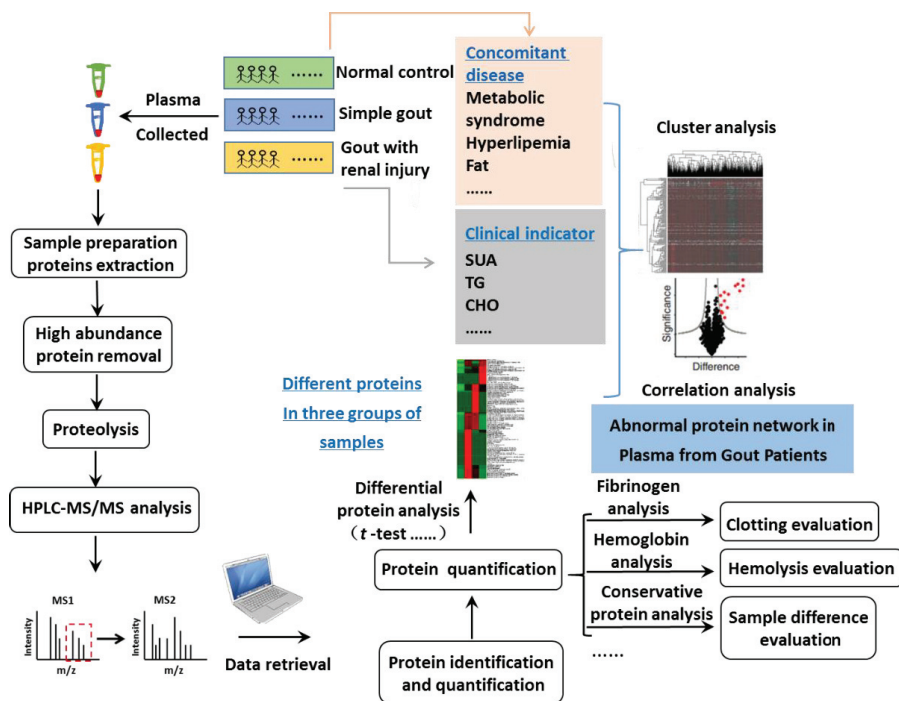 Normal control
Simple gout
Gout with
renal injury
......
......
......
Plasma
Collected
Sample preparation
proteins extraction
High abundance
protein removal
Proteolysis
HPLC-MS/MS analysis
MS1
Intensity
m/z
MS2
Intensity
m/z
Data retrieval
Concomitant
disease
Metabolic
syndrome
Hyperlipemia
Fat
......
Clinical indicator
SUA
TG
CHO
......
Different proteins
In three groups of
samples
Differential
protein analysis
(t -test ......)
Protein quantification
Protein identification
and quantification
Cluster analysis
Significance
Difference
Correlation analysis
Abnormal protein network in
Plasma from Gout Patients
Fibrinogen
analysis
Clotting evaluation
Hemoglobin
analysis
Hemolysis evaluation
Conservative
protein analysis
Sample difference
evaluation
......